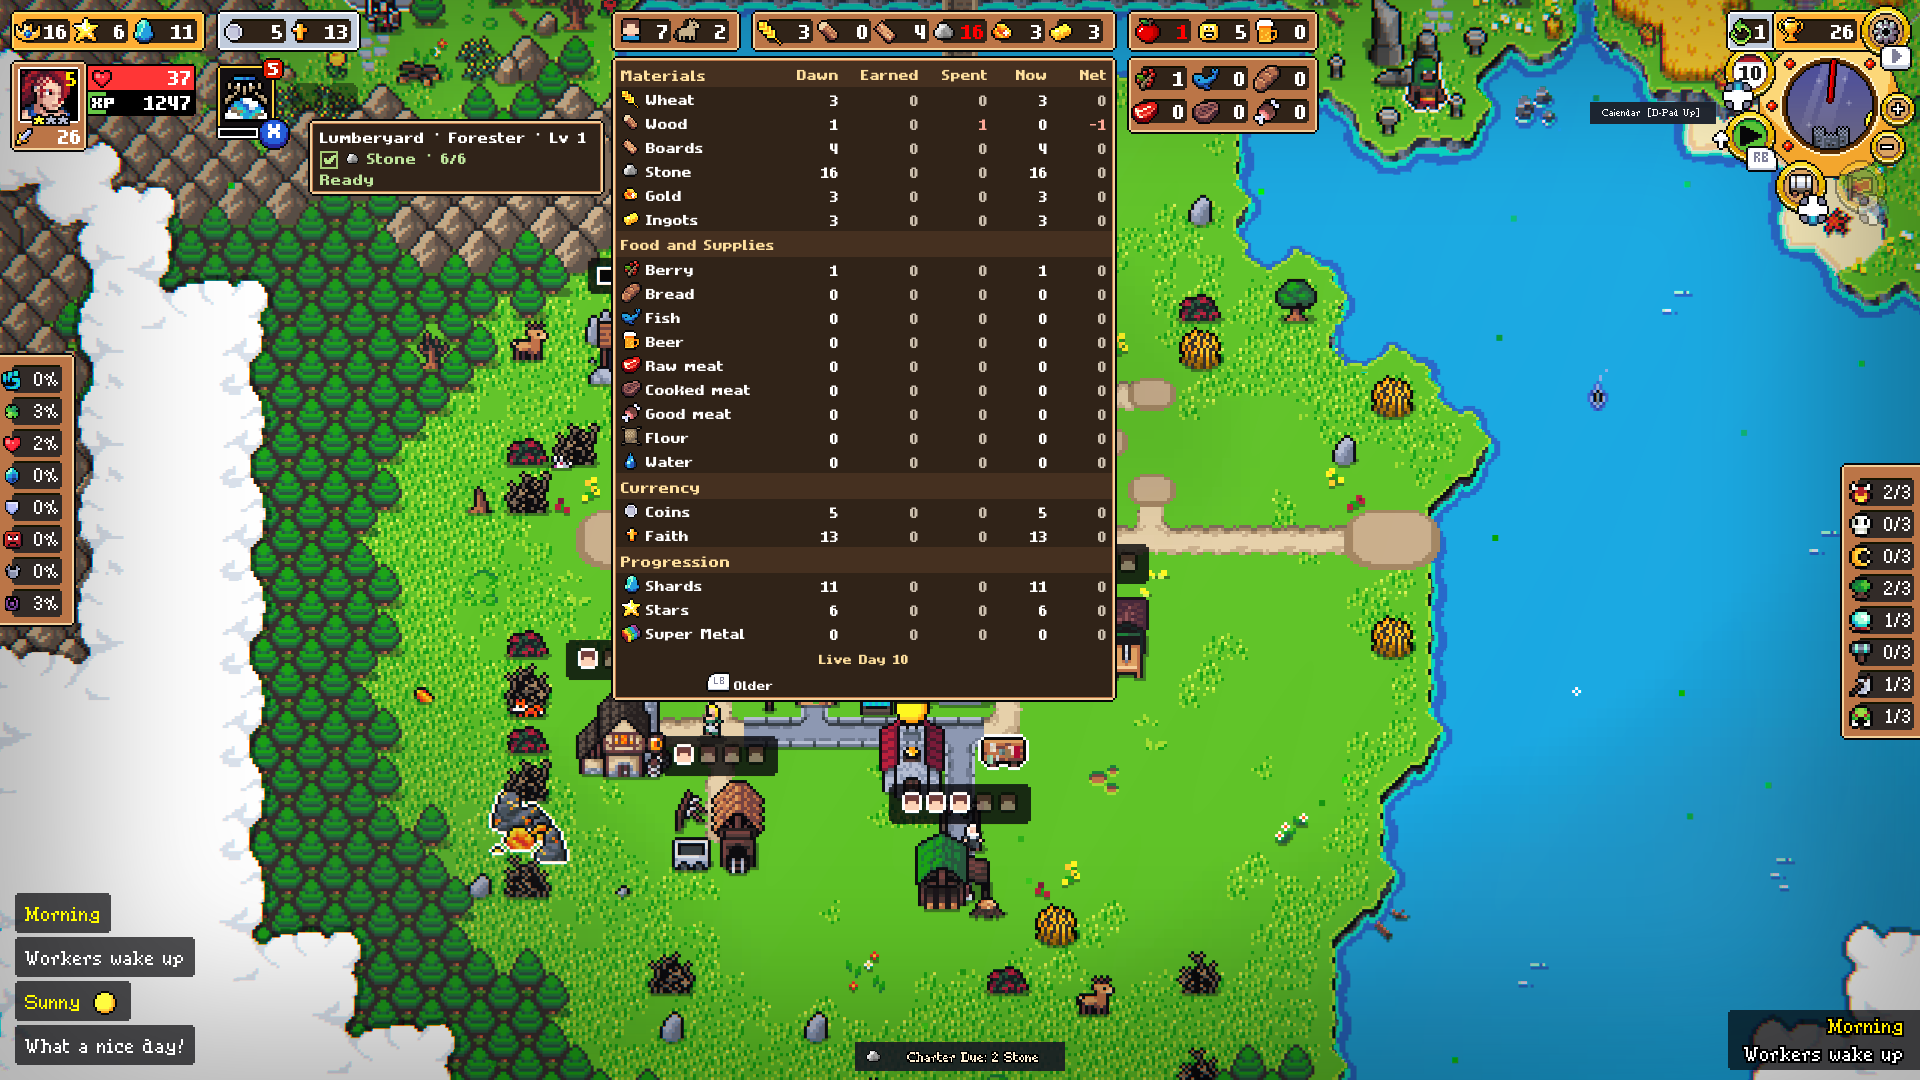 16 6 11
5 13
7 2
3 0 4 16 3 3
1 5 0
1 26
5
37
XP 1247
26
5
X
1 0 0
0 0 0
10
Calendar [D-Pad Up]
RB
Lumberyard · Forester · Lv 1
Stone · 6/6
Ready
Materials Dawn Earned Spent Now Net
Wheat 3 0 0 3 0
Wood 1 0 1 0 -1
Boards 4 0 0 4 0
Stone 16 0 0 16 0
Gold 3 0 0 3 0
Ingots 3 0 0 3 0
Food and Supplies
Berry 1 0 0 1 0
Bread 0 0 0 0 0
Fish 0 0 0 0 0
Beer 0 0 0 0 0
Raw meat 0 0 0 0 0
Cooked meat 0 0 0 0 0
Good meat 0 0 0 0 0
Flour 0 0 0 0 0
Water 0 0 0 0 0
Currency
Coins 5 0 0 5 0
Faith 13 0 0 13 0
Progression
Shards 11 0 0 11 0
Stars 6 0 0 6 0
Super Metal 0 0 0 0 0
Live Day 10
LB Older
0%
3%
2%
0%
0%
0%
0%
3%
2/3
0/3
0/3
2/3
1/3
0/3
1/3
1/3
Morning
Workers wake up
Sunny
What a nice day!
Charter Due: 2 Stone
Morning
Workers wake up